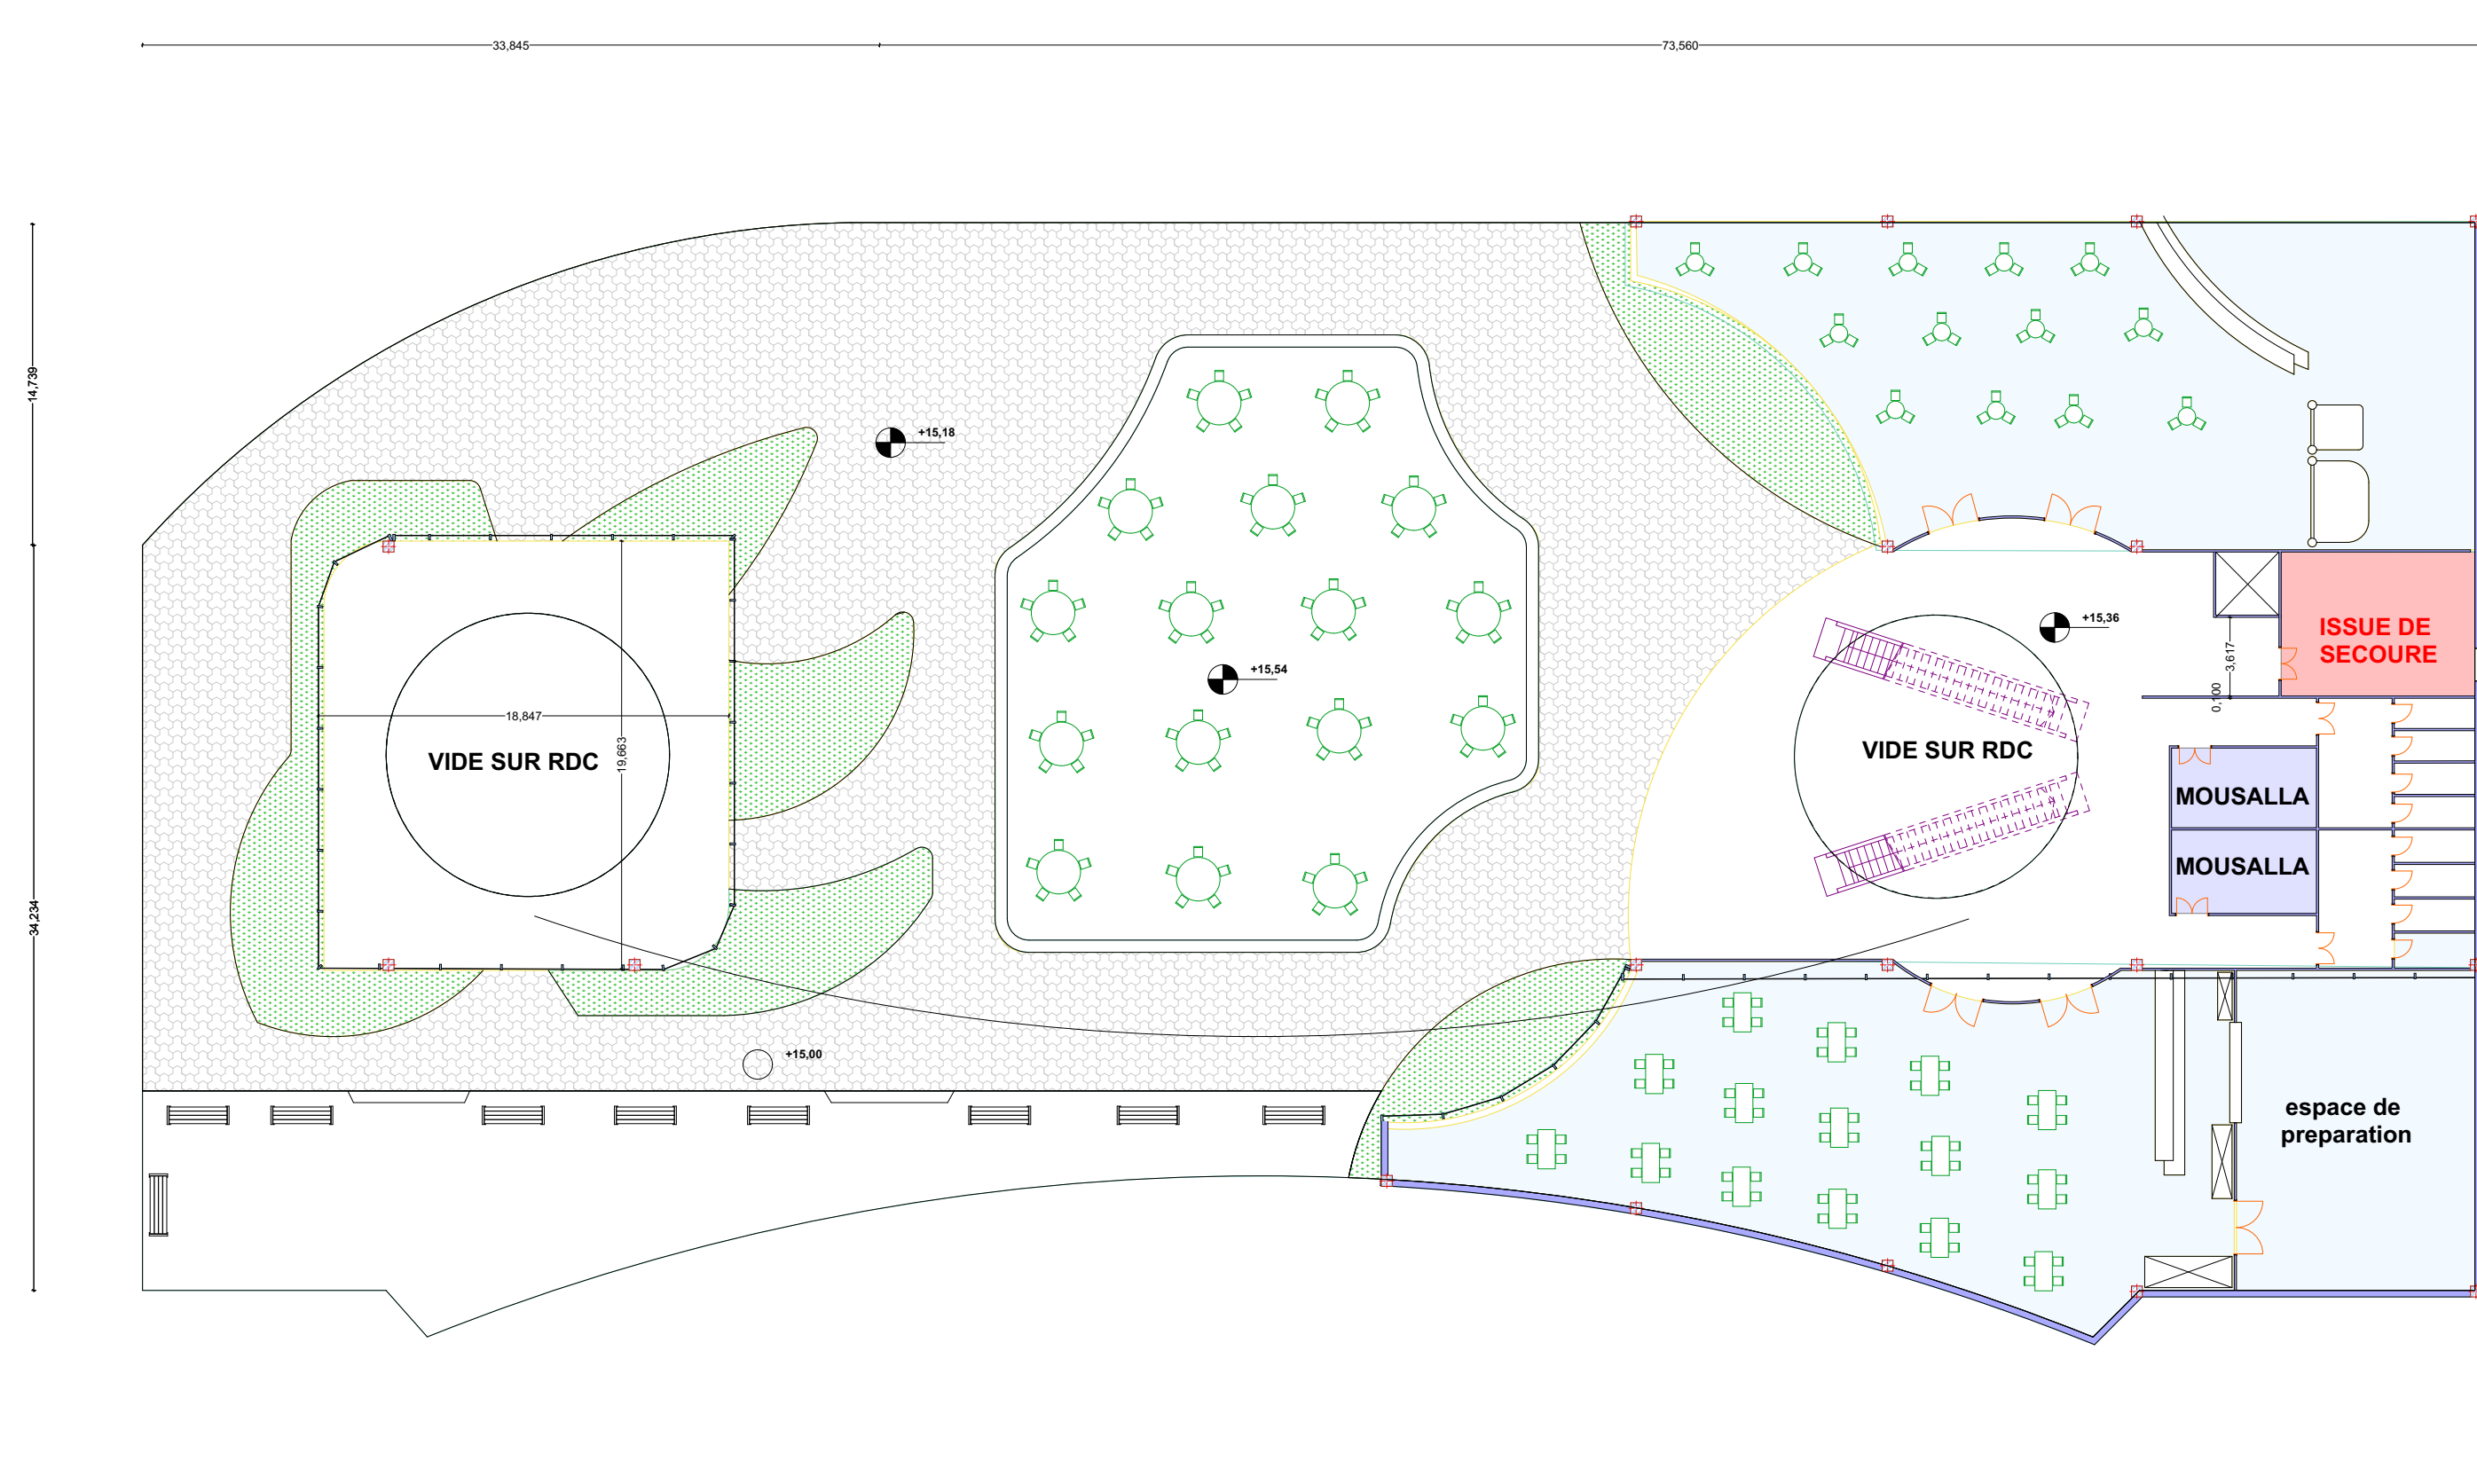 33,845
73,560
14,739
+15,18
+15,36
ISSUE DE
SECOURE
3,617
+15,54
0,100
18,847
19,663
VIDE SUR RDC
VIDE SUR RDC
MOUSALLA
MOUSALLA
34,234
+15,00
espace de
preparation